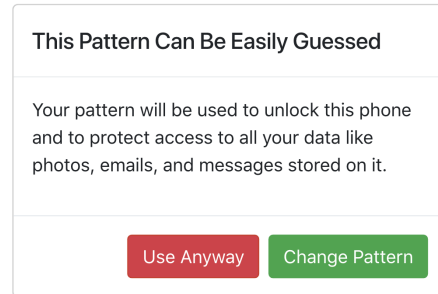 This Pattern Can Be Easily Guessed
Your pattern will be used to unlock this phone
and to protect access to all your data like
photos, emails, and messages stored on it.
Use Anyway
Change Pattern